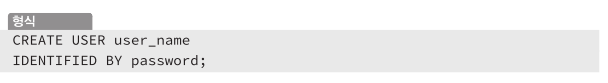 형식
CREATE USER user_name
IDENTIFIED BY password;